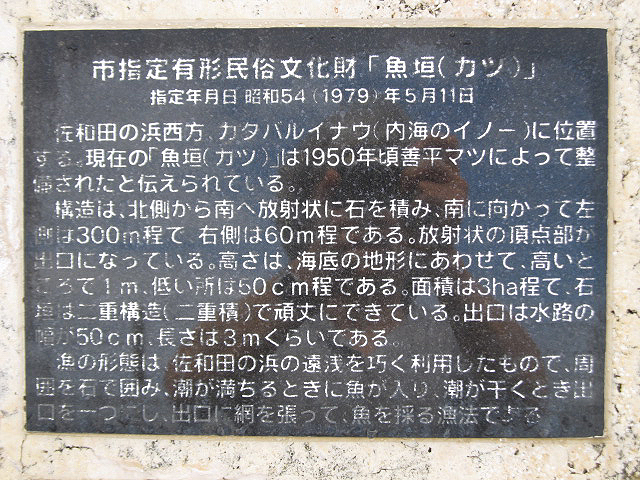 市指定有形民俗文化財「魚垣(カツ)」
指定年月日 昭和54(1979)年5月11日
佐和田の浜西方、カタバルイナウ(内海のイノー)に位置
する。現在の「魚垣(カツ)」は1950年頃善平マツによって整
備されたと伝えられている。
構造は、北側から南へ放射状に石を積み、南に向かって左
側は300m程で 右側は60m程である。放射状の頂点部が
出口になっている。高さは、海底の地形にあわせて、高いと
ころで1m、低い所は50cm程である。面積は3ha程で、石
垣は二重構造(二重積)で頑丈にできている。出口は水路の
幅が50cm、長さは3mくらいである。
漁の形態は、佐和田の浜の遠浅を巧く利用したもので、周
囲を石で囲み、潮が満ちるときに魚が入り、潮が干くとき出
口を一つにし、出口に網を張って、魚を採る漁法である